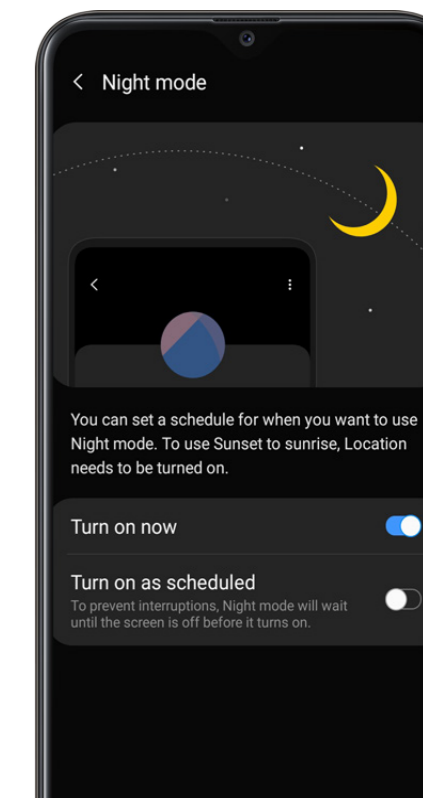 Night mode
You can set a schedule for when you want to use
Night mode. To use Sunset to sunrise, Location
needs to be turned on.
Turn on now
Turn on as scheduled
To prevent interruptions, Night mode will wait
until the screen is off before it turns on.